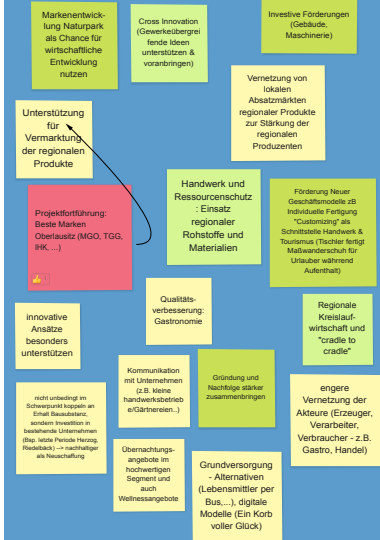 Markenentwick-
lung Naturpark
als Chance für
wirtschaftliche
Entwicklung
nutzen
Cross Innovation
(Gewerkeübergrei
fende Ideen
unterstützen &
voranbringen)
Investive Förderungen
(Gebäude,
Maschinerie)
Vernetzung von
lokalen
Absatzmärkten
regionaler Produkte
zur Stärkung der
regionalen
Produzenten
Unterstützung
für
Vermarktung
der regionalen
Produkte
Projektfortführung:
Beste Marken
Oberlausitz (MGO, TGG,
IHK, ...)
Handwerk und
Ressourcenschutz
: Einsatz
regionaler
Rohstoffe und
Materialien
Förderung Neuer
Geschäftsmodelle zB
Individuelle Fertigung
"Customizing" als
Schnittstelle Handwerk &
Tourismus (Tischler fertigt
Maßwanderschuh für
Urlauber während
Aufenthalt)
Qualitäts-
verbesserung:
Gastronomie
innovative
Ansätze
besonders
unterstützen
Regionale
Kreislauf-
wirtschaft und
"cradle to
cradle"
Kommunikation
mit Unternehmen
(z.B. kleine
handwerksbetrieb
e/Gärtnereien..)
Gründung und
Nachfolge stärker
zusammenbringen
nicht unbedingt im
Schwerpunkt koppeln an
Erhalt Bausubstanz,
sondern Investition in
bestehende Unternehmen
(Bsp. letzte Periode Herzog,
Riedelbäck) --> nachhaltiger
als Neuschaffung
engere
Vernetzung der
Akteure (Erzeuger,
Verarbeiter,
Verbraucher - z.B.
Gastro, Handel)
Übernachtungs-
angebote im
hochwertigen
Segment und
auch
Wellnessangebote
Grundversorgung
- Alternativen
(Lebensmittler per
Bus,...), digitale
Modelle (Ein Korb
voller Glück)